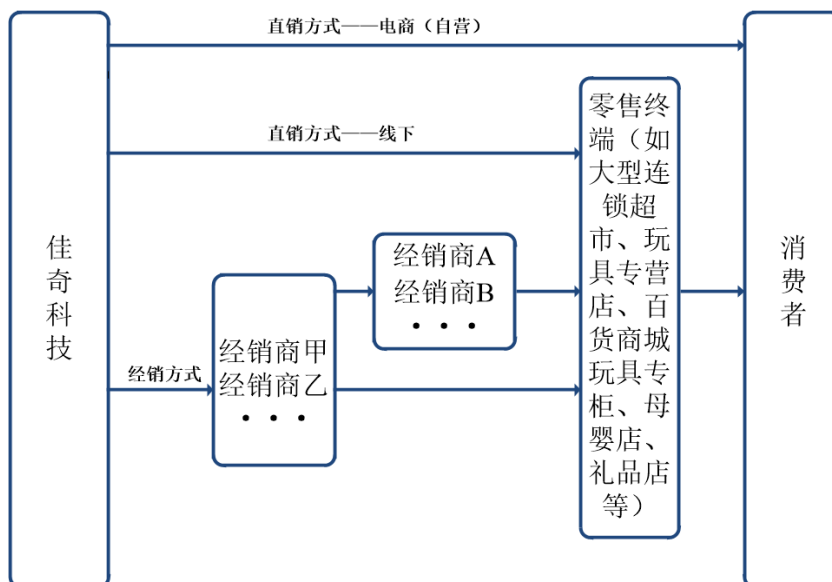 直销方式——电商（自营）
直销方式——线下
佳
奇
科
技
经销方式
经销商甲
经销商乙
・・・
经销商A
经销商B
・・・
零售终
端（如
大型连
锁超
市、玩
具专营
店、百
货商城
玩具专
柜、母
婴店、
礼品店
等）
消
费
者